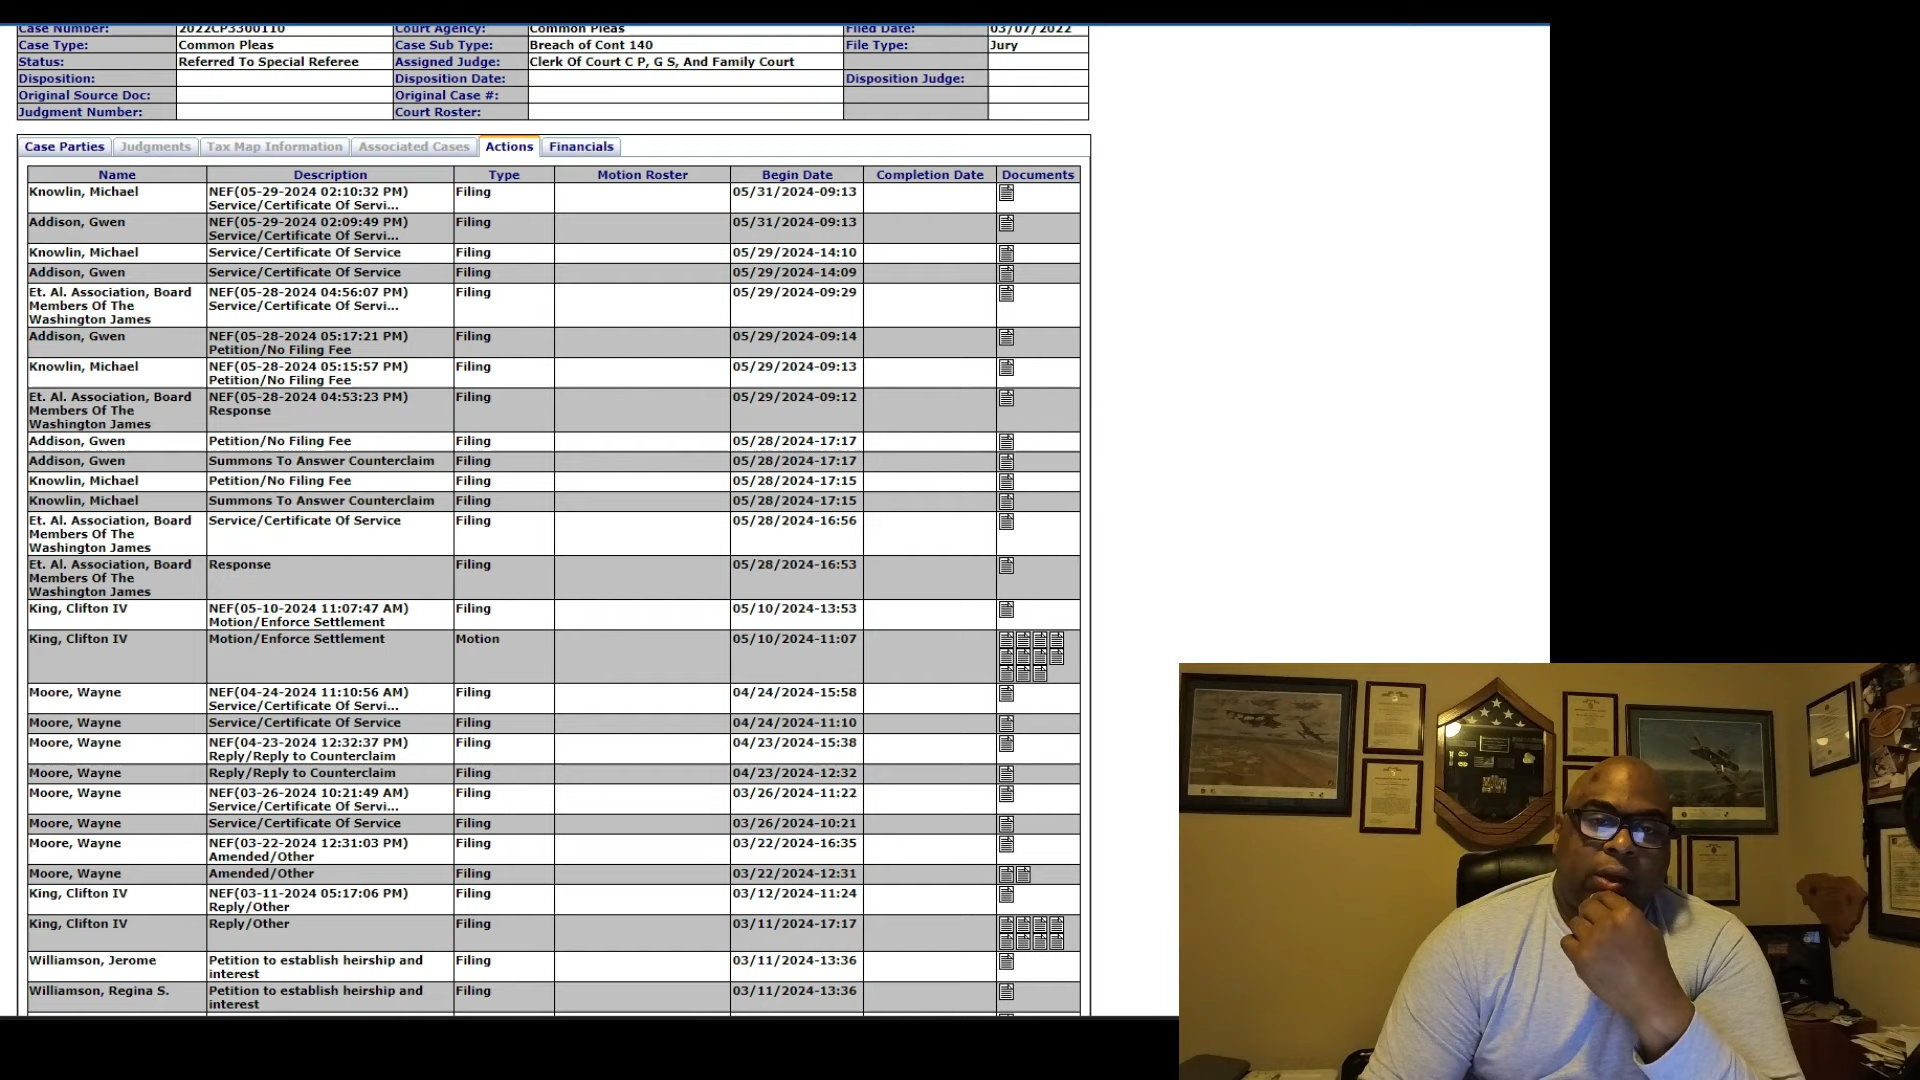 Case Number: 2022CP3300110 Court Agency: Common Pleas Filed Date: 03/07/2022
Case Type: Common Pleas Case Sub Type: Breach of Cont 140 File Type: Jury
Status: Referred To Special Referee Assigned Judge: Clerk Of Court C P, G S, And Family Court
Disposition: Disposition Date: Disposition Judge:
Original Source Doc: Original Case #:
Judgment Number: Court Roster:
Case Parties Judgments Tax Map Information Associated Cases Actions Financials
Name Description Type Motion Roster Begin Date Completion Date Documents
Knowlin, Michael NEF(05-29-2024 02:10:32 PM) Filing 05/31/2024-09:13
Service/Certificate Of Servi...
Addison, Gwen NEF(05-29-2024 02:09:49 PM) Filing 05/31/2024-09:13
Service/Certificate Of Servi...
Knowlin, Michael Service/Certificate Of Service Filing 05/29/2024-14:10
Addison, Gwen Service/Certificate Of Service Filing 05/29/2024-14:09
Et. Al. Association, Board NEF(05-28-2024 04:56:07 PM) Filing 05/29/2024-09:29
Members Of The Service/Certificate Of Servi...
Washington James
Addison, Gwen NEF(05-28-2024 05:17:21 PM) Filing 05/29/2024-09:14
Petition/No Filing Fee
Knowlin, Michael NEF(05-28-2024 05:15:57 PM) Filing 05/29/2024-09:13
Petition/No Filing Fee
Et. Al. Association, Board NEF(05-28-2024 04:53:23 PM) Filing 05/29/2024-09:12
Members Of The Response
Washington James
Addison, Gwen Petition/No Filing Fee Filing 05/28/2024-17:17
Addison, Gwen Summons To Answer Counterclaim Filing 05/28/2024-17:17
Knowlin, Michael Petition/No Filing Fee Filing 05/28/2024-17:15
Knowlin, Michael Summons To Answer Counterclaim Filing 05/28/2024-17:15
Et. Al. Association, Board Service/Certificate Of Service Filing 05/28/2024-16:56
Members Of The
Washington James
Et. Al. Association, Board Response Filing 05/28/2024-16:53
Members Of The
Washington James
King, Clifton IV NEF(05-10-2024 11:07:47 AM) Filing 05/10/2024-13:53
Motion/Enforce Settlement
King, Clifton IV Motion/Enforce Settlement Motion 05/10/2024-11:07
Moore, Wayne NEF(04-24-2024 11:10:56 AM) Filing 04/24/2024-15:58
Service/Certificate Of Servi...
Moore, Wayne Service/Certificate Of Service Filing 04/24/2024-11:10
Moore, Wayne NEF(04-23-2024 12:32:37 PM) Filing 04/23/2024-15:38
Reply/Reply to Counterclaim
Moore, Wayne Reply/Reply to Counterclaim Filing 04/23/2024-12:32
Moore, Wayne NEF(03-26-2024 10:21:49 AM) Filing 03/26/2024-11:22
Service/Certificate Of Servi...
Moore, Wayne Service/Certificate Of Service Filing 03/26/2024-10:21
Moore, Wayne NEF(03-22-2024 12:31:03 PM) Filing 03/22/2024-16:35
Amended/Other
Moore, Wayne Amended/Other Filing 03/22/2024-12:31
King, Clifton IV NEF(03-11-2024 05:17:06 PM) Filing 03/12/2024-11:24
Reply/Other
King, Clifton IV Reply/Other Filing 03/11/2024-17:17
Williamson, Jerome Petition to establish heirship and Filing 03/11/2024-13:36
interest
Williamson, Regina S. Petition to establish heirship and Filing 03/11/2024-13:36
interest